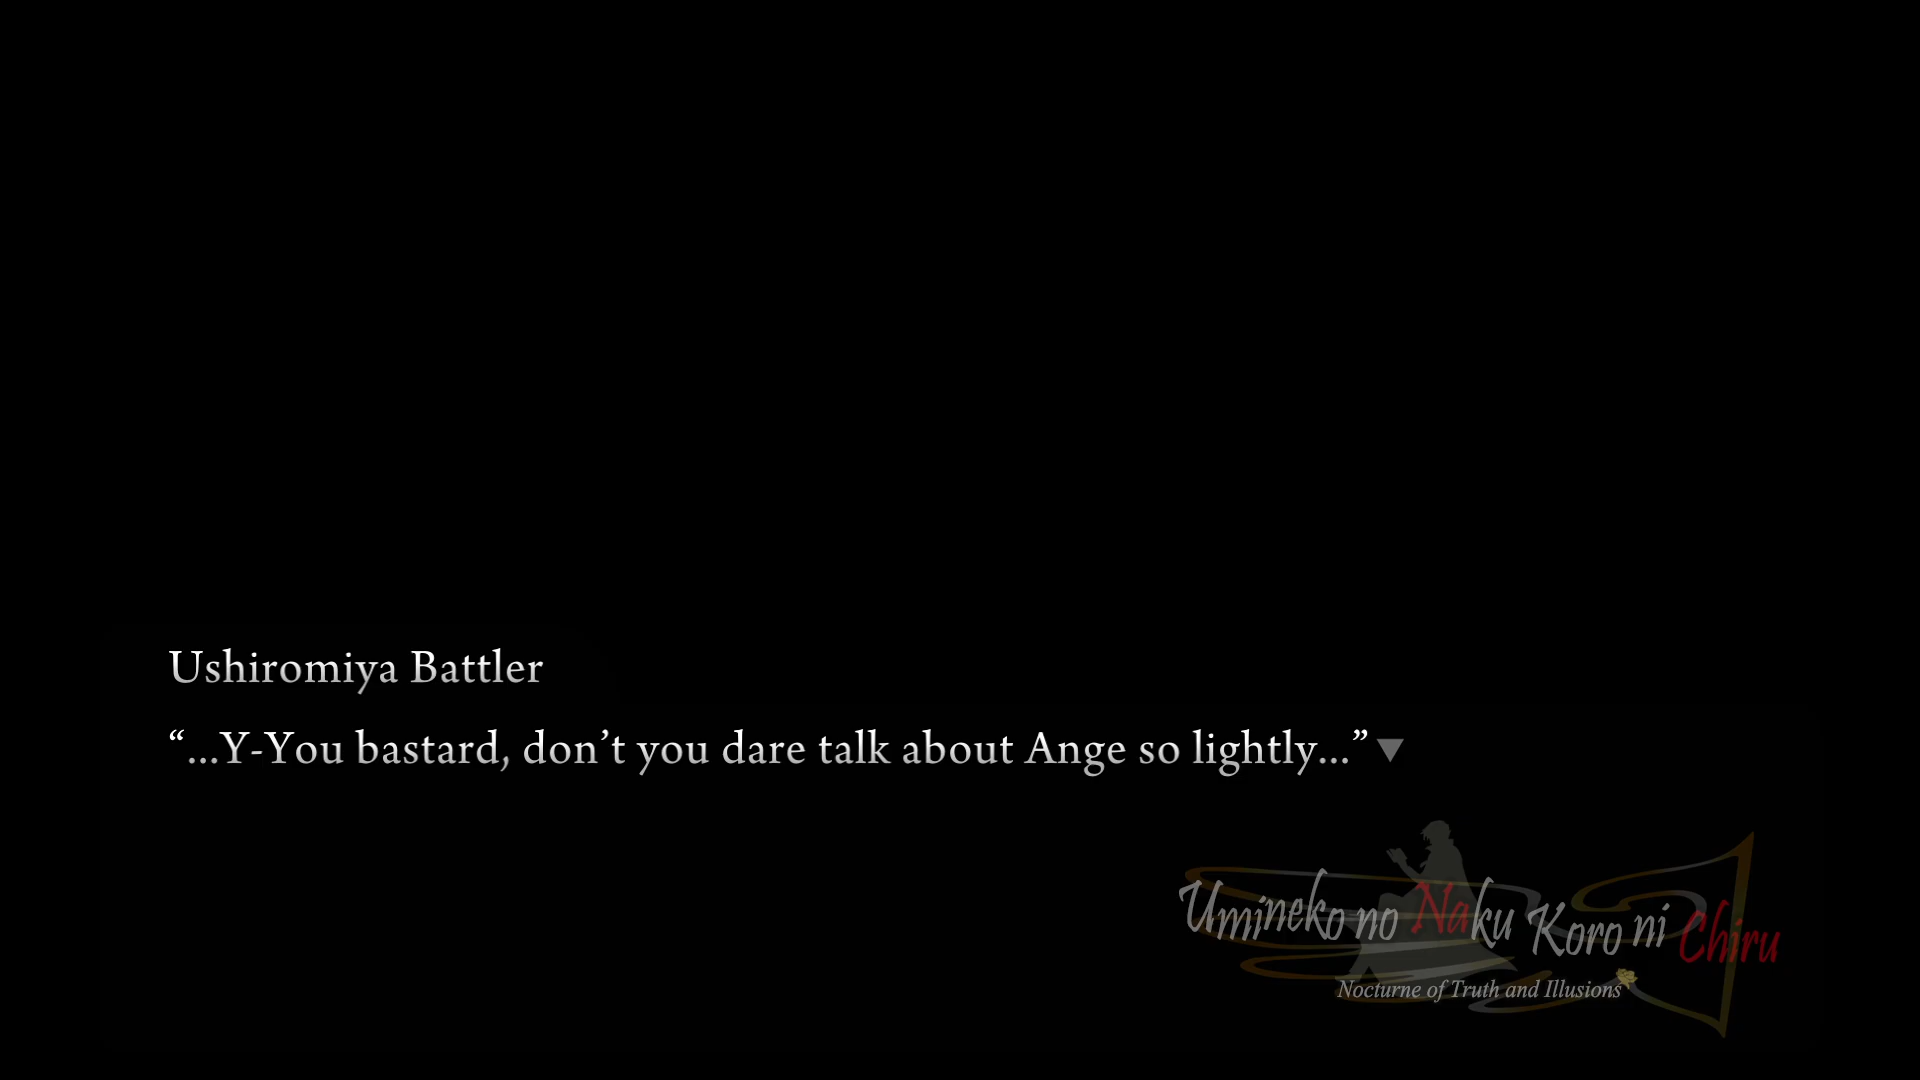 Ushiromiya Battler
“...Y-You bastard, don’t you dare talk about Ange so lightly...”
Umineko no Naku Koro ni Chiru
Nocturne of Truth and Illusions